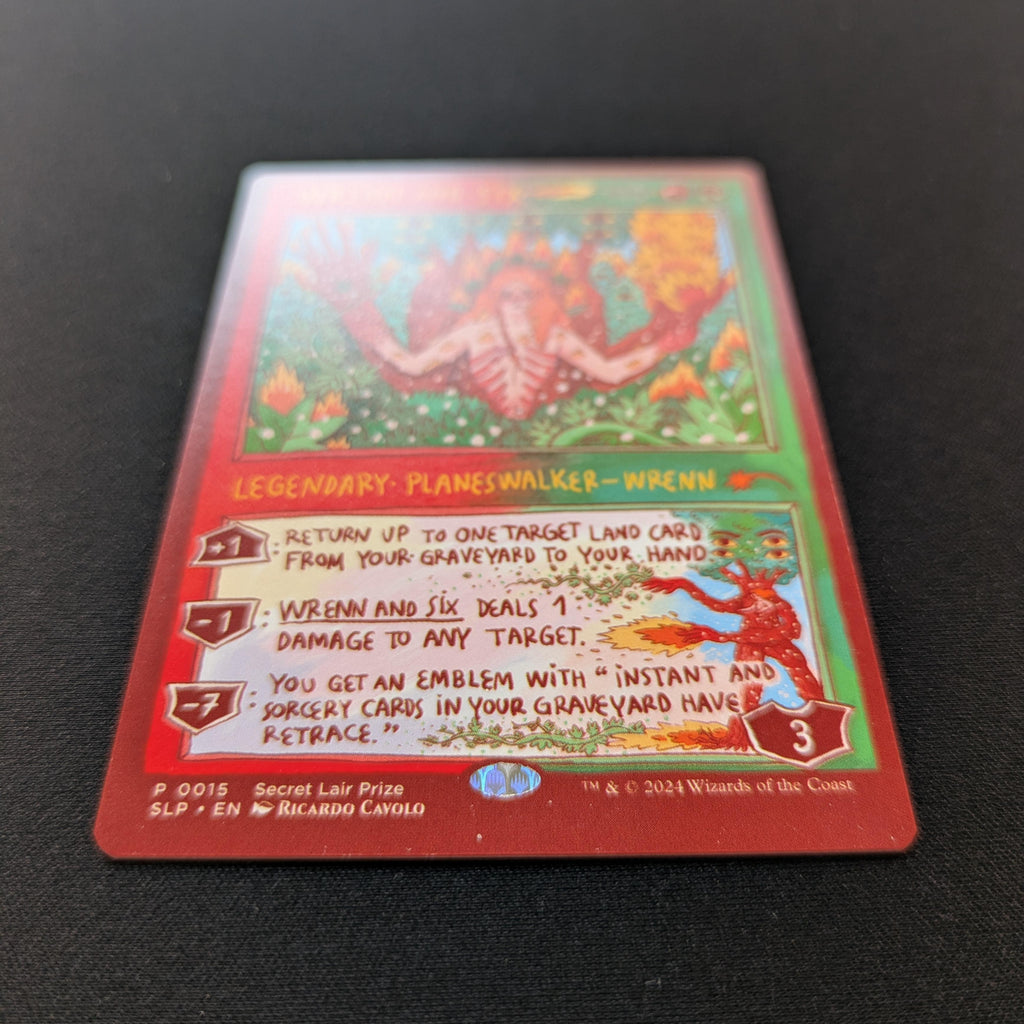 LEGENDARY PLANESWALKER – WRENN
+1 : RETURN UP TO ONE TARGET LAND CARD
FROM YOUR GRAVEYARD TO YOUR HAND
-1 : WRENN AND SIX DEALS 1
DAMAGE TO ANY TARGET.
-7 : YOU GET AN EMBLEM WITH “INSTANT AND
SORCERY CARDS IN YOUR GRAVEYARD HAVE
RETRACE.”
3
P 0015 Secret Lair Prize
SLP • EN RICARDO CAVOLO
™ & © 2024 Wizards of the Coast